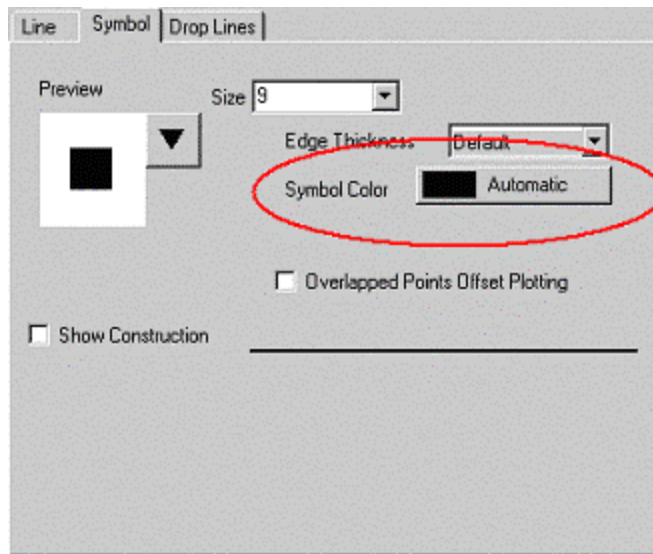 Line Symbol Drop Lines
Preview
Size 9
Edge Thickness Default
Symbol Color Automatic
Overlapped Points Offset Plotting
Show Construction